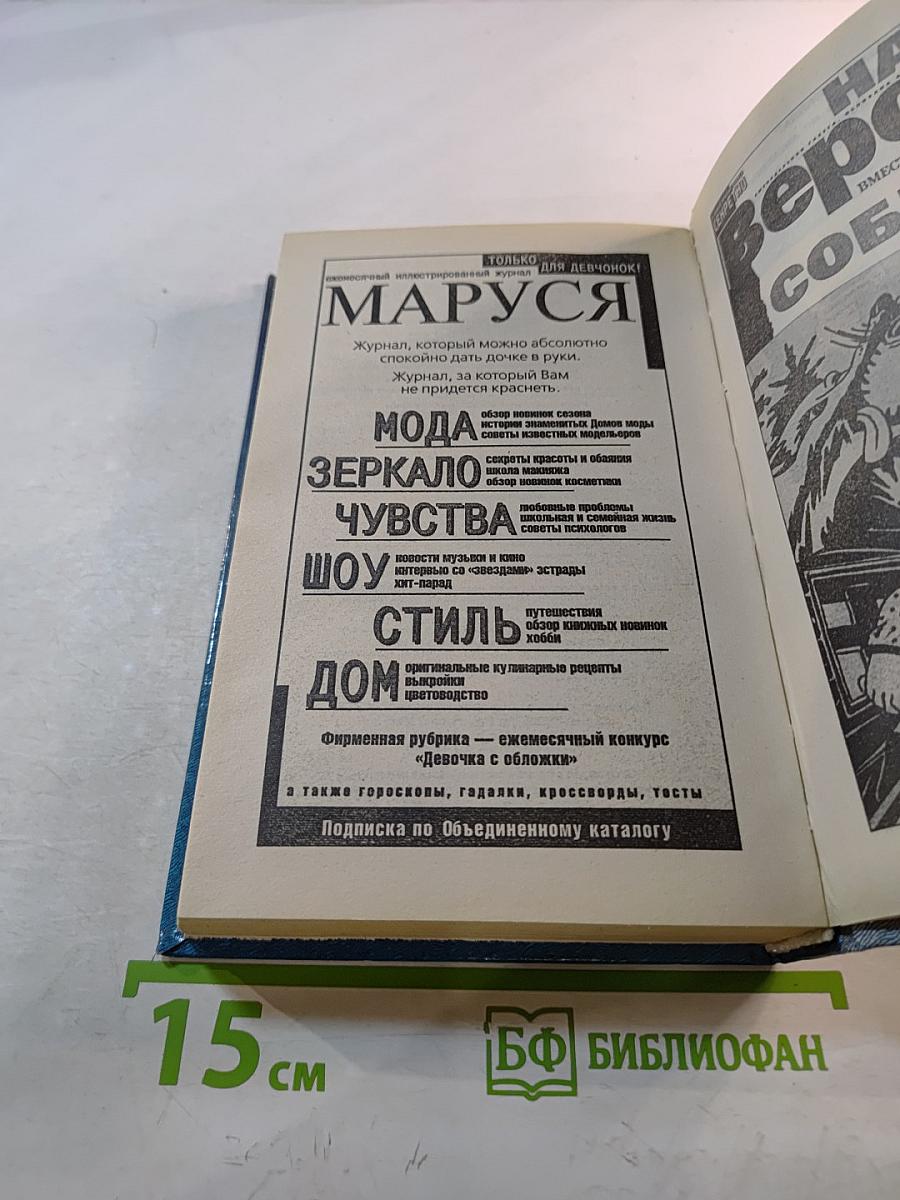 ТОЛЬКО ДЛЯ ДЕВЧОНОК!
ежемесячный иллюстрированный журнал
МАРУСЯ
Журнал, который можно абсолютно
спокойно дать дочке в руки.
Журнал, за который Вам
не придется краснеть.
МОДА
обзор новинок сезона
истории знаменитых Домов моды
советы известных модельеров
ЗЕРКАЛО
секреты красоты и обаяния
школа макияжа
обзор новинок косметики
ЧУВСТВА
любовные проблемы
школьная и семейная жизнь
советы психологов
ШОУ
новости музыки и кино
интервью со «звездами» эстрады
хит-парад
СТИЛЬ
путешествия
обзор книжных новинок
хобби
ДОМ
оригинальные кулинарные рецепты
выкройки
цветоводство
Фирменная рубрика — ежемесячный конкурс
«Девочка с обложки»
а также гороскопы, гадалки, кроссворды, тесты
Подписка по Объединенному каталогу
15 см
БФ БИБЛИОФАН